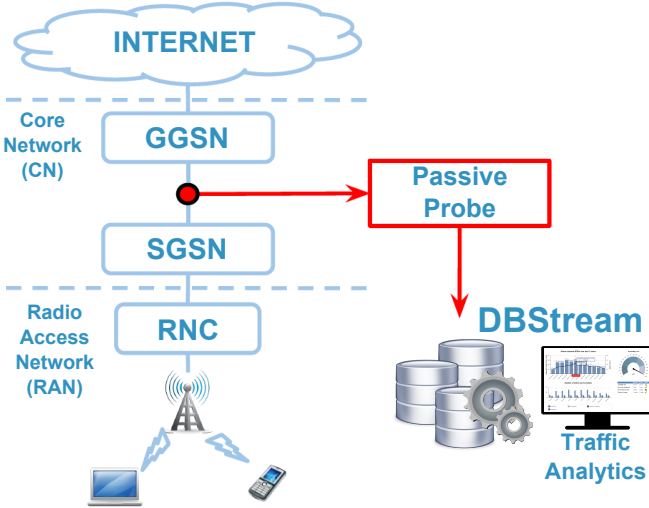 INTERNET
Core
Network
(CN)
GGSN
Passive
Probe
SGSN
Radio
Access
Network
(RAN)
RNC
DBStream
Traffic
Analytics